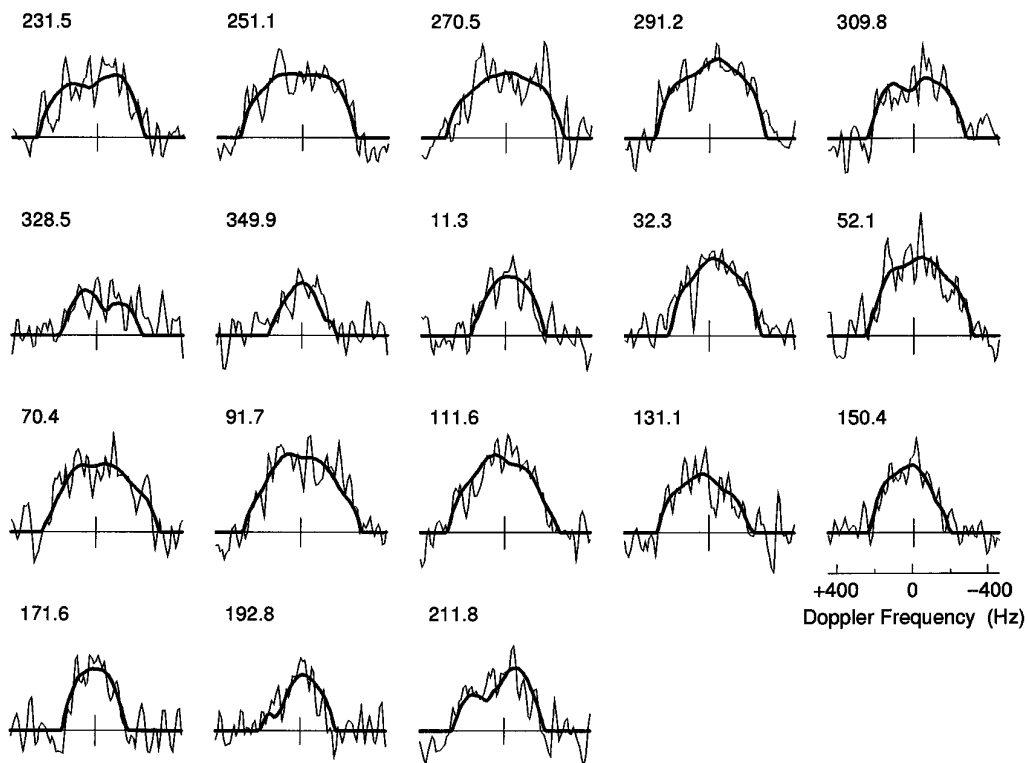 231.5 251.1 270.5 291.2 309.8
328.5 349.9 11.3 32.3 52.1
70.4 91.7 111.6 131.1 150.4
+400 0 −400
Doppler Frequency (Hz)
171.6 192.8 211.8